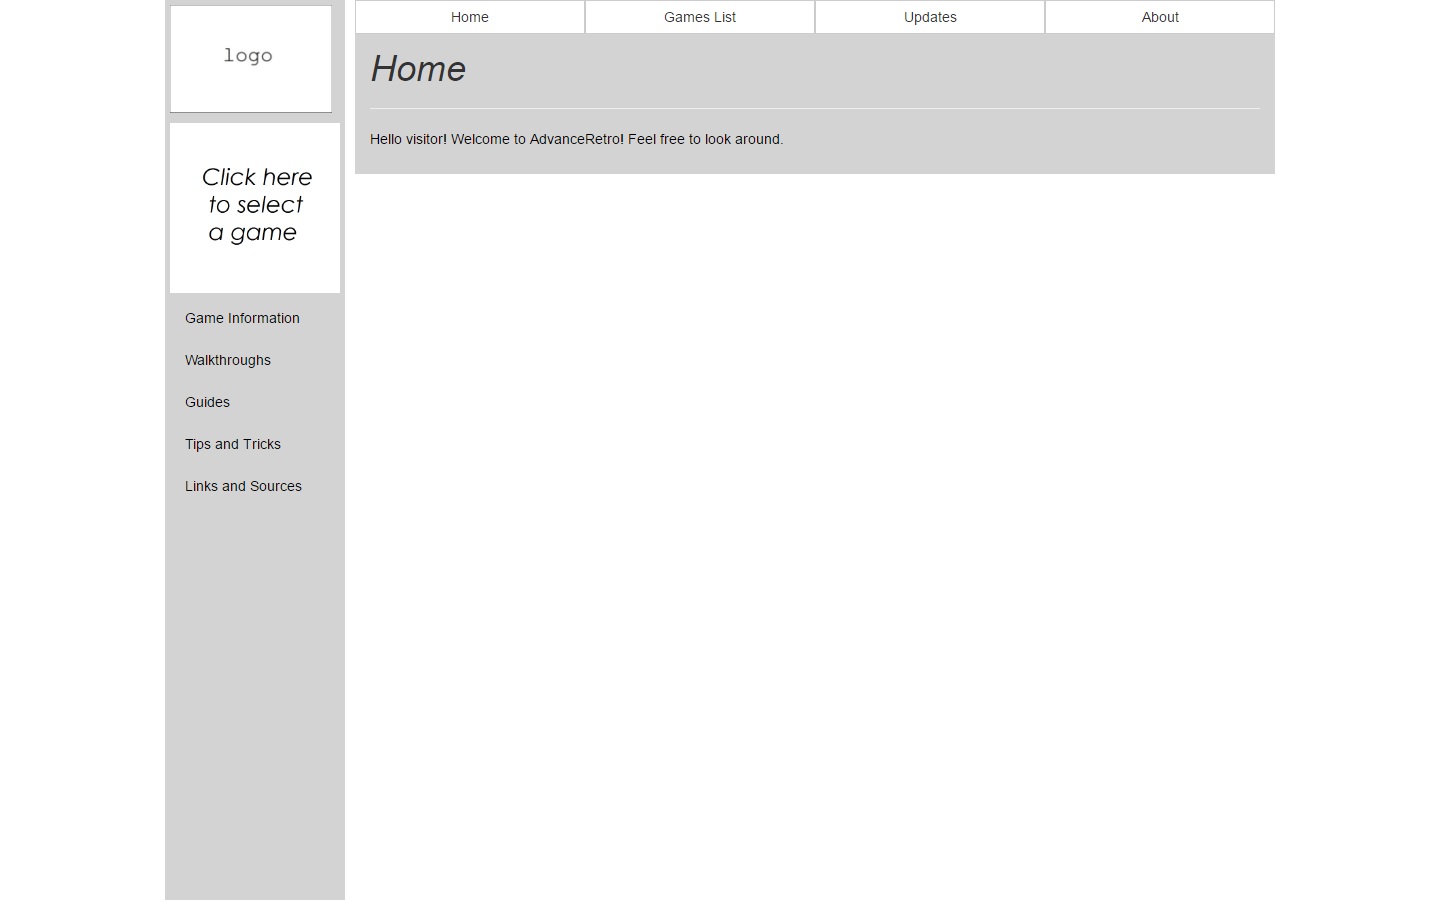 logo
Click here
to select
a game
Game Information
Walkthroughs
Guides
Tips and Tricks
Links and Sources
Home
Games List
Updates
About
Home
Hello visitor! Welcome to AdvanceRetro! Feel free to look around.